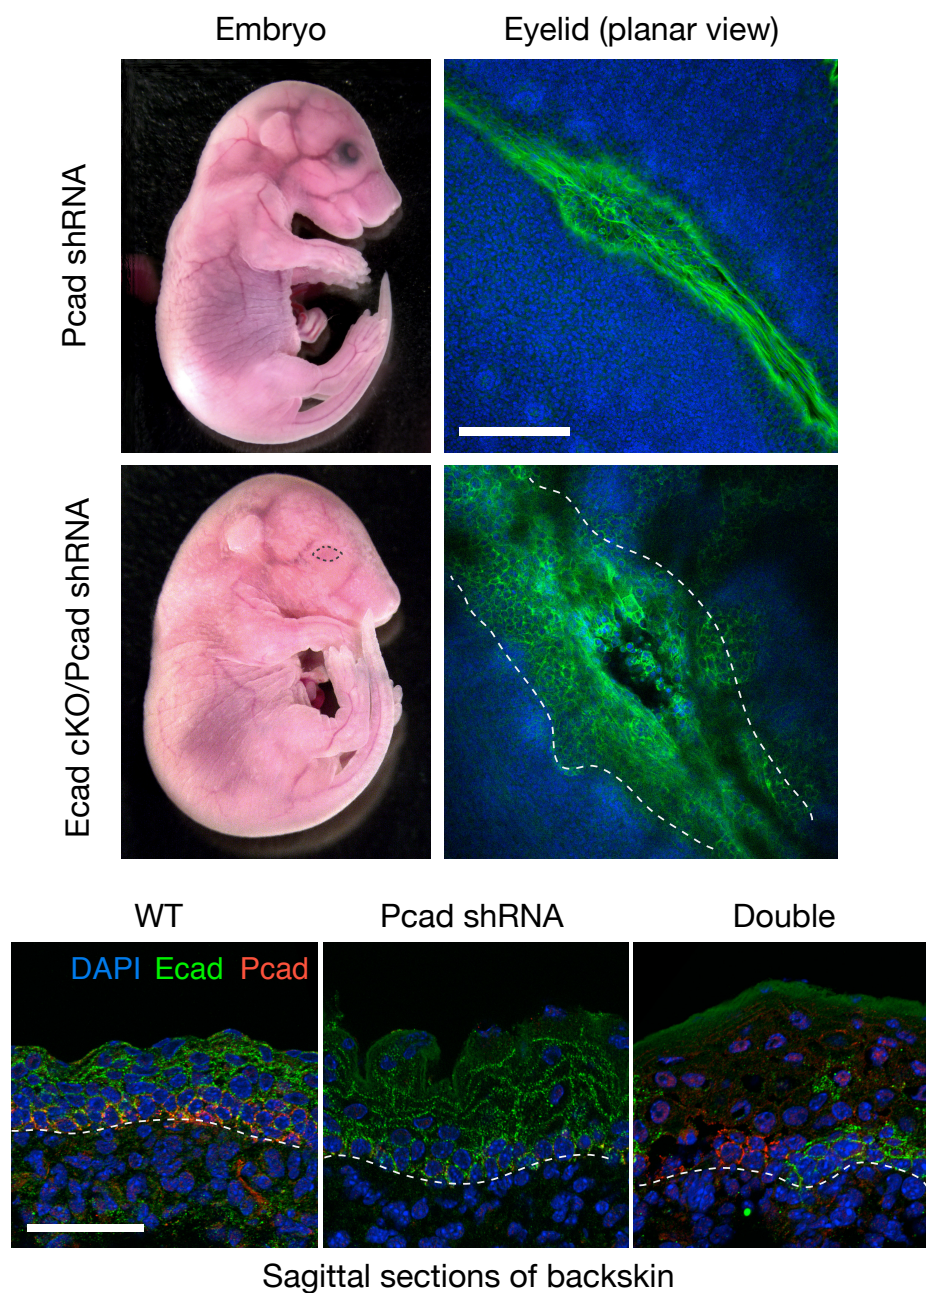 Embryo
Eyelid (planar view)
Pcad shRNA
Ecad cKO/Pcad shRNA
WT
Pcad shRNA
Double
DAPI Ecad Pcad
Sagittal sections of backskin